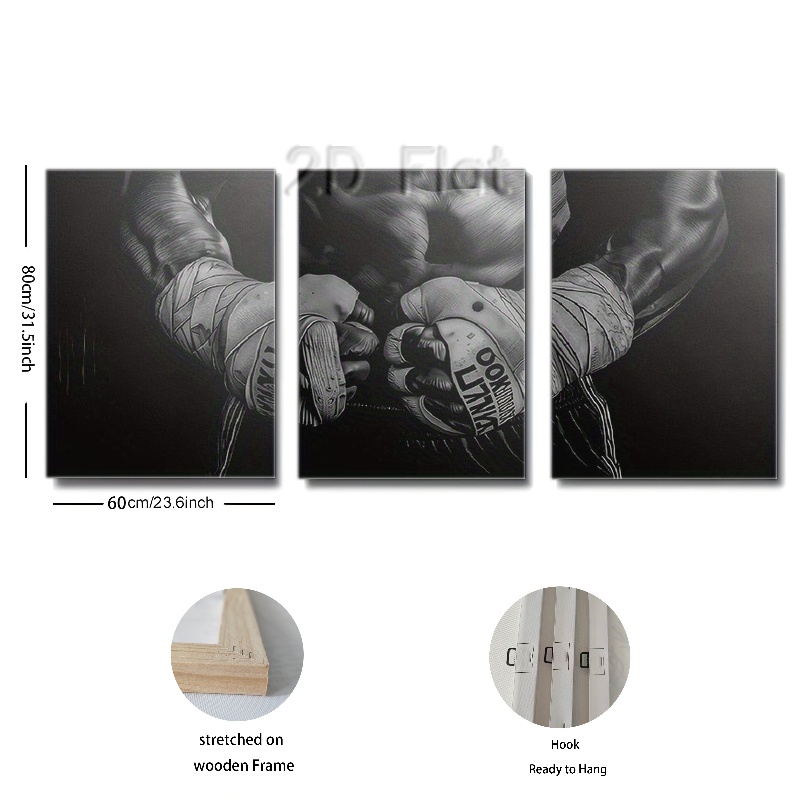 2D Flat
80cm/31.5inch
60cm/23.6inch
stretched on
wooden Frame
Hook
Ready to Hang